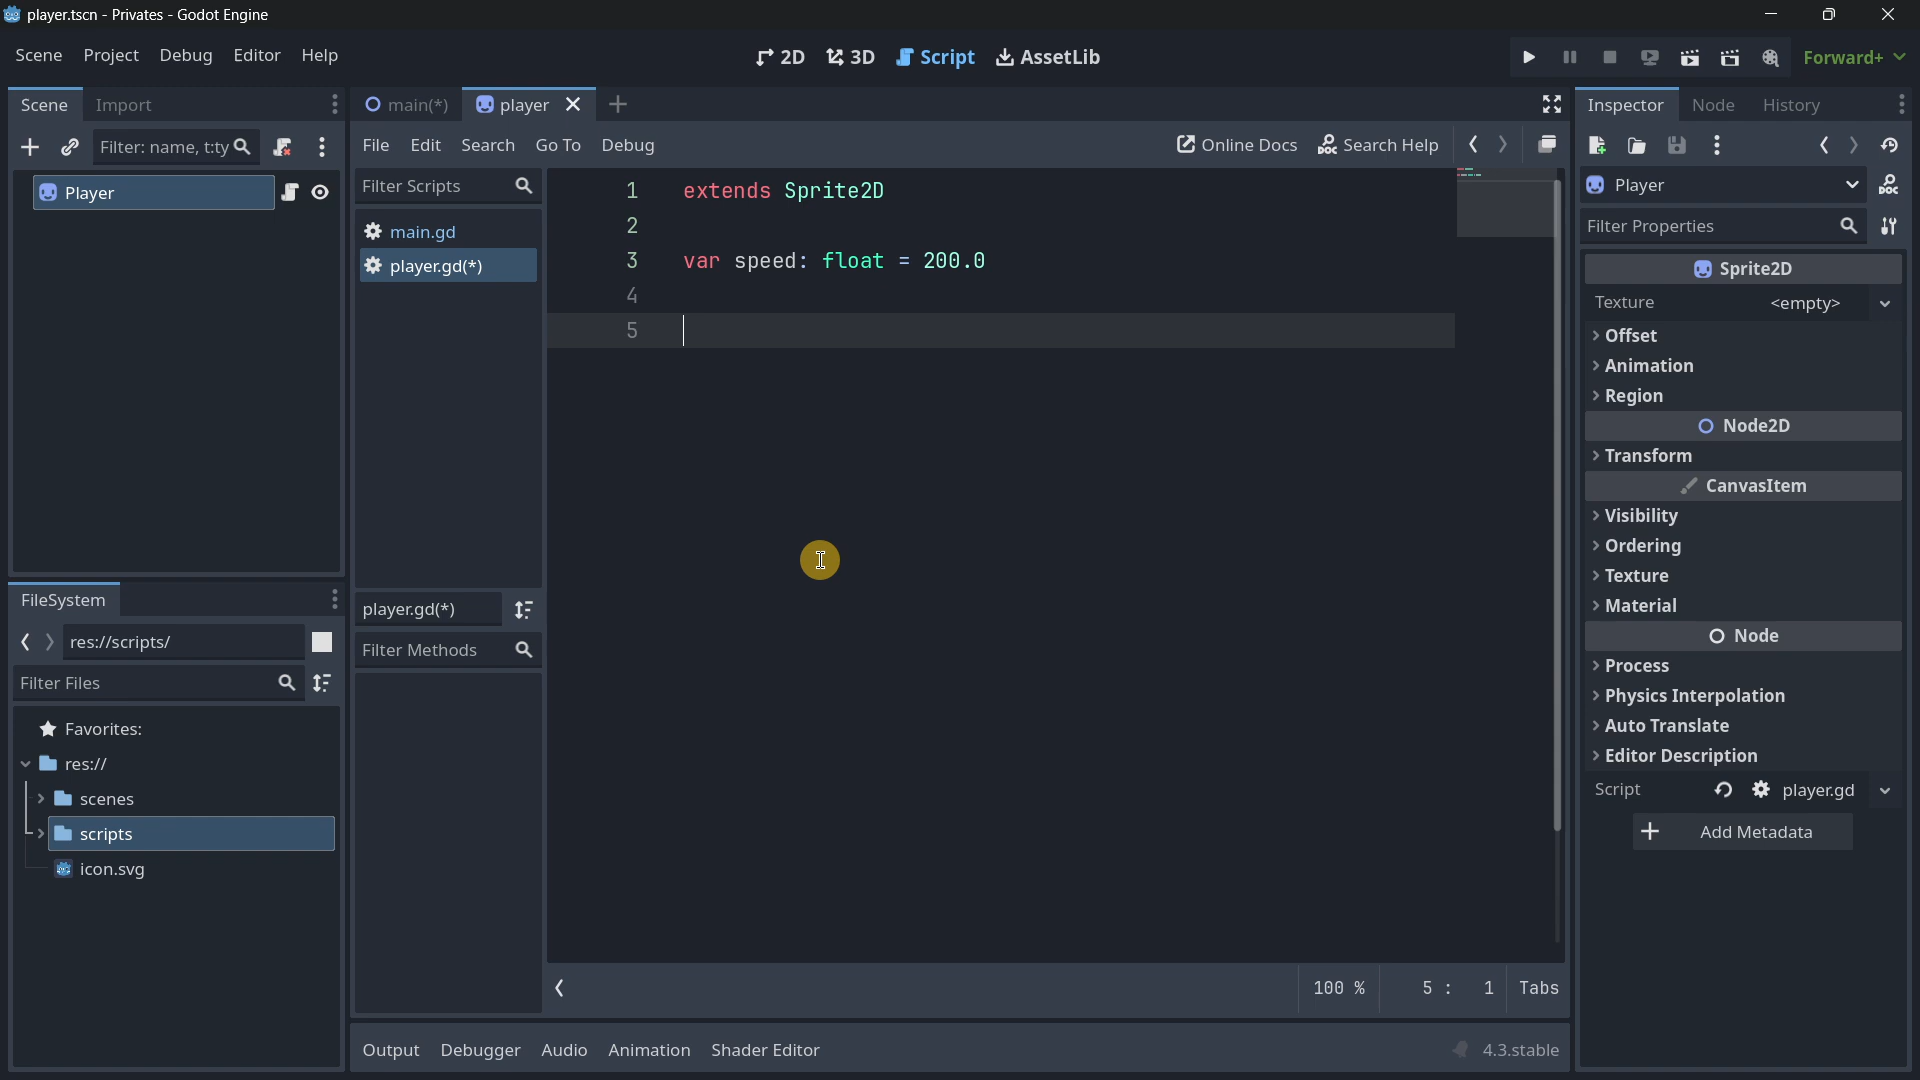 player.tscn - Privates - Godot Engine
Scene Project Debug Editor Help
2D 3D Script AssetLib
Forward+
Scene Import
Filter: name, t:ty
Player
FileSystem
res://scripts/
Filter Files
Favorites:
res://
scenes
scripts
icon.svg
main(*) player
File Edit Search Go To Debug
Online Docs Search Help
Filter Scripts
main.gd
player.gd(*)
player.gd(*)
Filter Methods
1 extends Sprite2D
2
3 var speed: float = 200.0
4
5
100 % 5 : 1 Tabs
Output Debugger Audio Animation Shader Editor
4.3.stable
Inspector Node History
Player
Filter Properties
Sprite2D
Texture <empty>
Offset
Animation
Region
Node2D
Transform
CanvasItem
Visibility
Ordering
Texture
Material
Node
Process
Physics Interpolation
Auto Translate
Editor Description
Script player.gd
Add Metadata